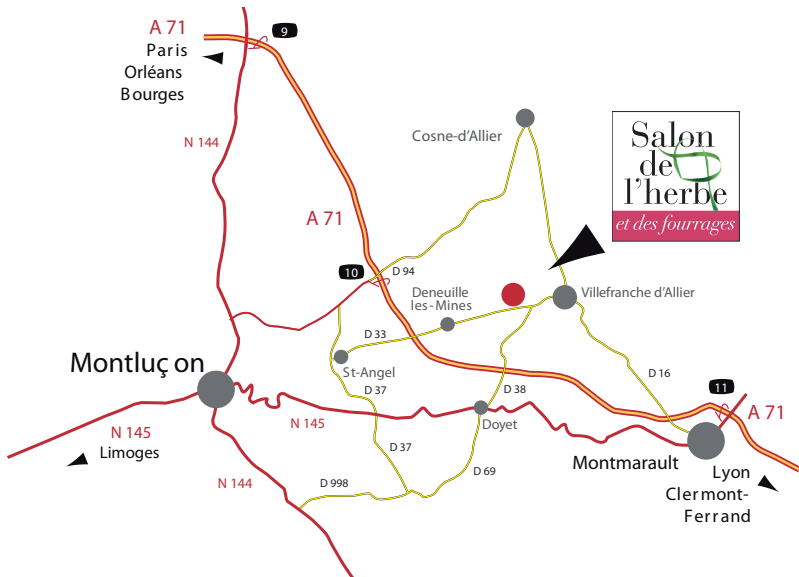 A 71
Paris
Orléans
Bourges
9
N 144
Cosne-d'Allier
Salon
de
l'herbe
et des fourrages
A 71
10
D 94
Deneuille
les-Mines
Villefranche d'Allier
D 33
St-Angel
Montluç on
D 16
D 37
D 38
11
A 71
N 145
Doyet
N 145
Limoges
D 37
Montmarault
D 69
Lyon
Clermont-
Ferrand
N 144
D 998